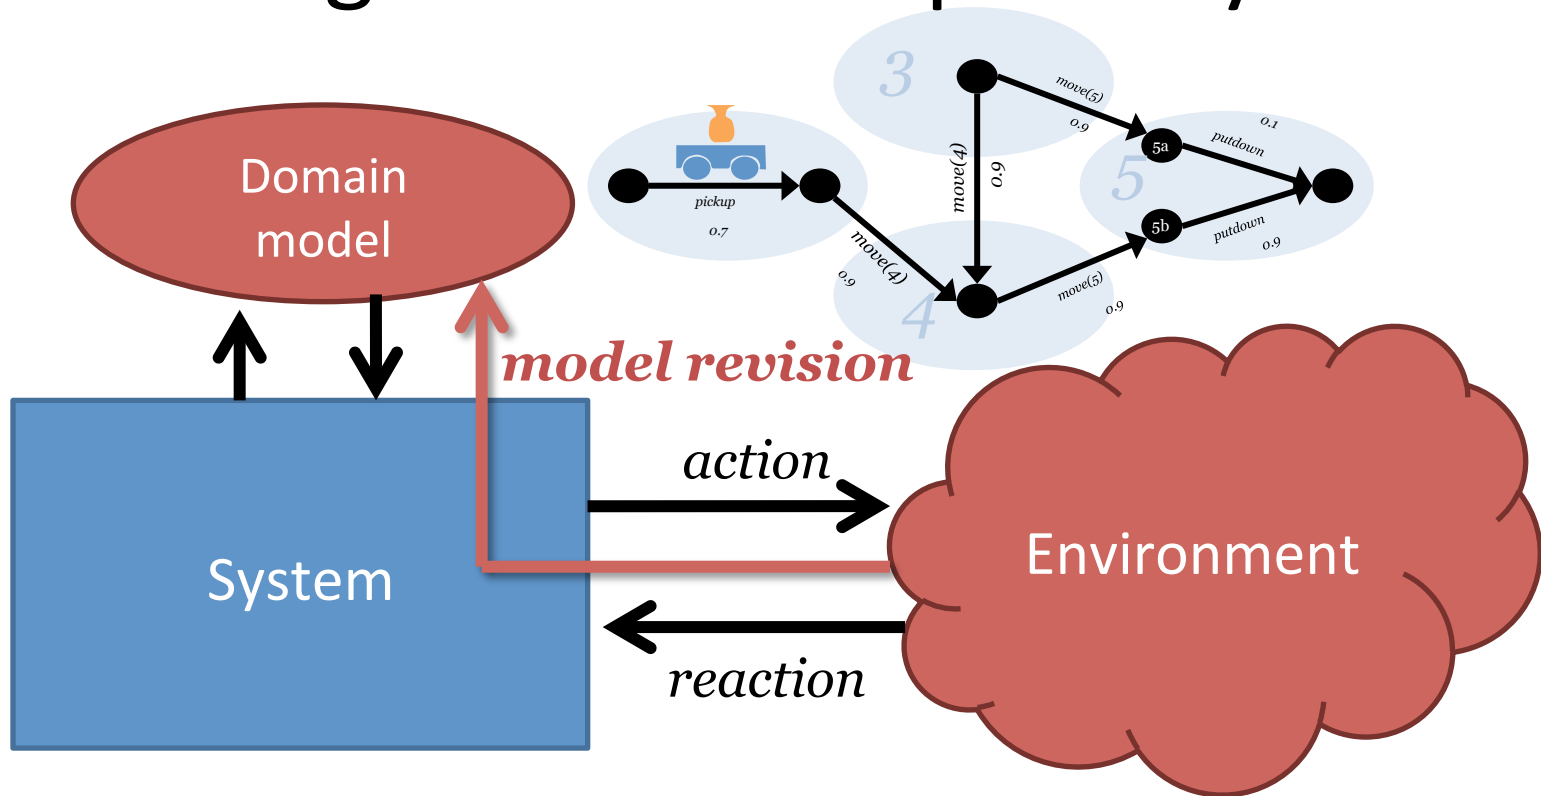 3
move(5)
0.9
0.1
putdown
5a
5
move(4)
0.9
pickup
0.7
5b
putdown
0.9
move(4)
0.9
4
move(5)
0.9
Domain
model
model revision
action
System
Environment
reaction